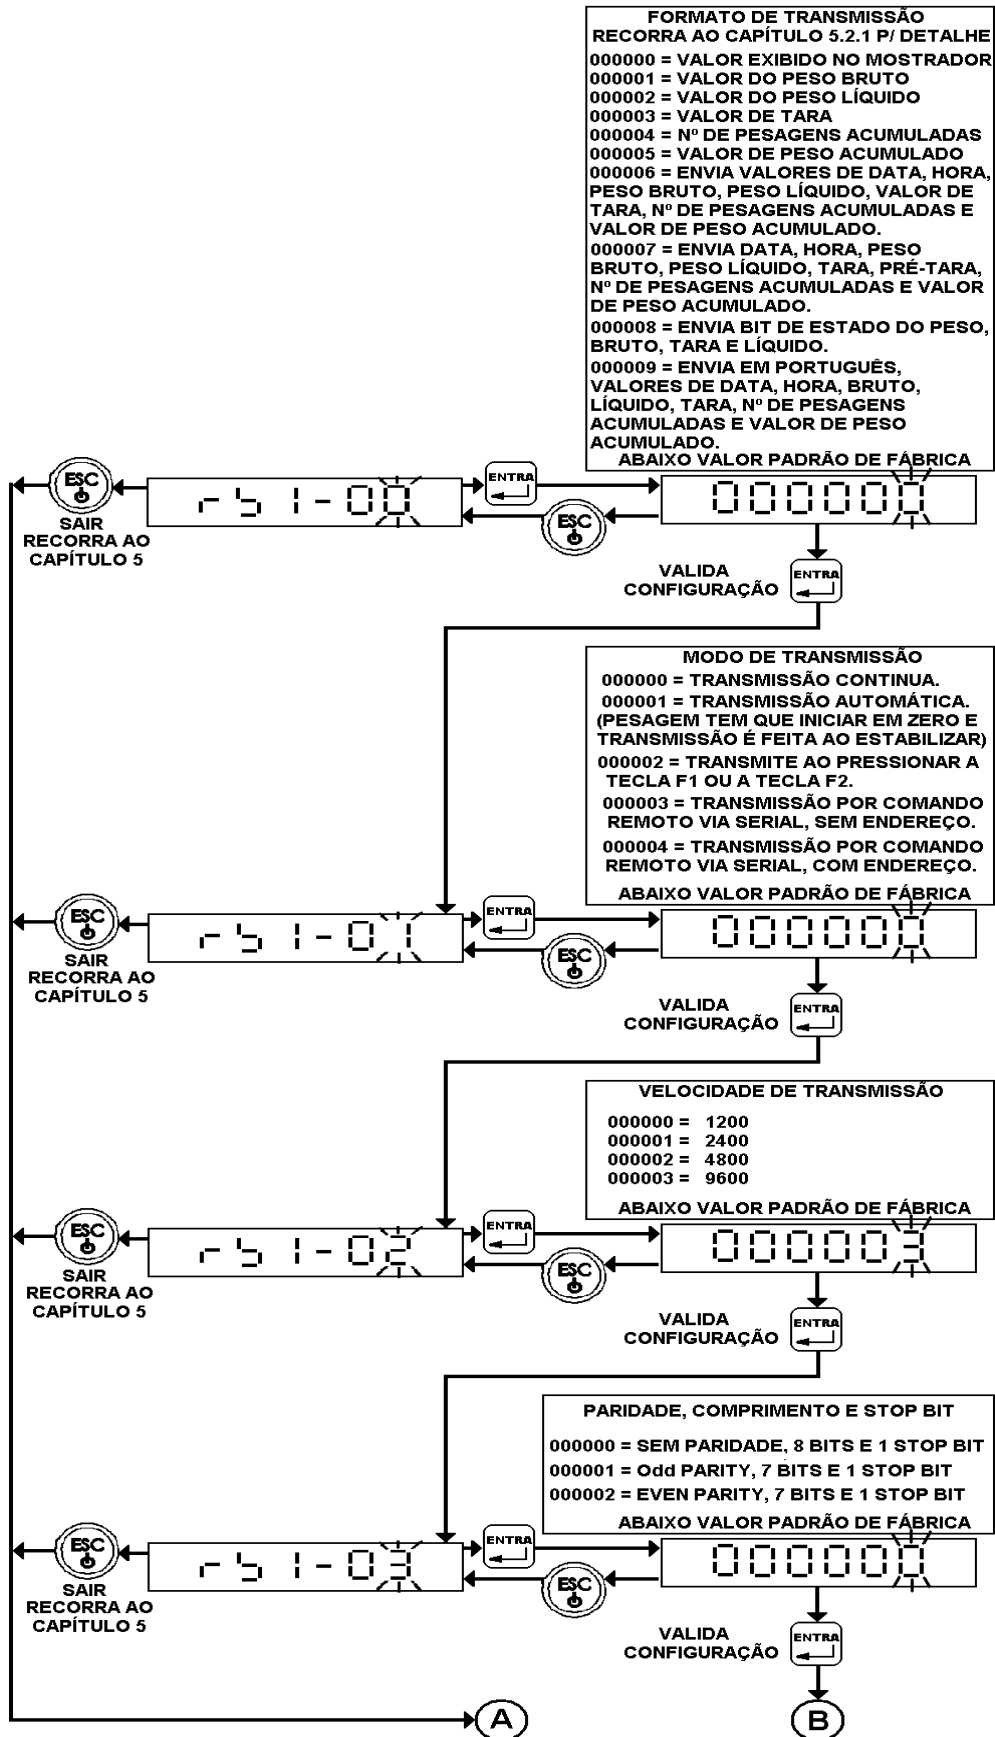 FORMATO DE TRANSMISSÃO
RECORRA AO CAPÍTULO 5.2.1 P/ DETALHE
000000 = VALOR EXIBIDO NO MOSTRADOR
000001 = VALOR DO PESO BRUTO
000002 = VALOR DO PESO LÍQUIDO
000003 = VALOR DE TARA
000004 = Nº DE PESAGENS ACUMULADAS
000005 = VALOR DE PESO ACUMULADO
000006 = ENVIA VALORES DE DATA, HORA,
PESO BRUTO, PESO LÍQUIDO, VALOR DE
TARA, Nº DE PESAGENS ACUMULADAS E
VALOR DE PESO ACUMULADO.
000007 = ENVIA DATA, HORA, PESO
BRUTO, PESO LÍQUIDO, TARA, PRÉ-TARA,
Nº DE PESAGENS ACUMULADAS E VALOR
DE PESO ACUMULADO.
000008 = ENVIA BIT DE ESTADO DO PESO,
BRUTO, TARA E LÍQUIDO.
000009 = ENVIA EM PORTUGUÊS,
VALORES DE DATA, HORA, BRUTO,
LÍQUIDO, TARA, Nº DE PESAGENS
ACUMULADAS E VALOR DE PESO
ACUMULADO.
ABAIXO VALOR PADRÃO DE FÁBRICA
ESC
rS1-00
ENTRA
000000
ESC
SAIR
RECORRA AO
CAPÍTULO 5
VALIDA
CONFIGURAÇÃO
ENTRA
MODO DE TRANSMISSÃO
000000 = TRANSMISSÃO CONTINUA.
000001 = TRANSMISSÃO AUTOMÁTICA.
(PESAGEM TEM QUE INICIAR EM ZERO E
TRANSMISSÃO É FEITA AO ESTABILIZAR)
000002 = TRANSMITE AO PRESSIONAR A
TECLA F1 OU A TECLA F2.
000003 = TRANSMISSÃO POR COMANDO
REMOTO VIA SERIAL, SEM ENDEREÇO.
000004 = TRANSMISSÃO POR COMANDO
REMOTO VIA SERIAL, COM ENDEREÇO.
ABAIXO VALOR PADRÃO DE FÁBRICA
ESC
rS1-01
ENTRA
000000
ESC
SAIR
RECORRA AO
CAPÍTULO 5
VALIDA
CONFIGURAÇÃO
ENTRA
VELOCIDADE DE TRANSMISSÃO
000000 = 1200
000001 = 2400
000002 = 4800
000003 = 9600
ABAIXO VALOR PADRÃO DE FÁBRICA
ESC
rS1-02
ENTRA
000003
ESC
SAIR
RECORRA AO
CAPÍTULO 5
VALIDA
CONFIGURAÇÃO
ENTRA
PARIDADE, COMPRIMENTO E STOP BIT
000000 = SEM PARIDADE, 8 BITS E 1 STOP BIT
000001 = Odd PARITY, 7 BITS E 1 STOP BIT
000002 = EVEN PARITY, 7 BITS E 1 STOP BIT
ABAIXO VALOR PADRÃO DE FÁBRICA
ESC
rS1-03
ENTRA
000000
ESC
SAIR
RECORRA AO
CAPÍTULO 5
VALIDA
CONFIGURAÇÃO
ENTRA
A
B